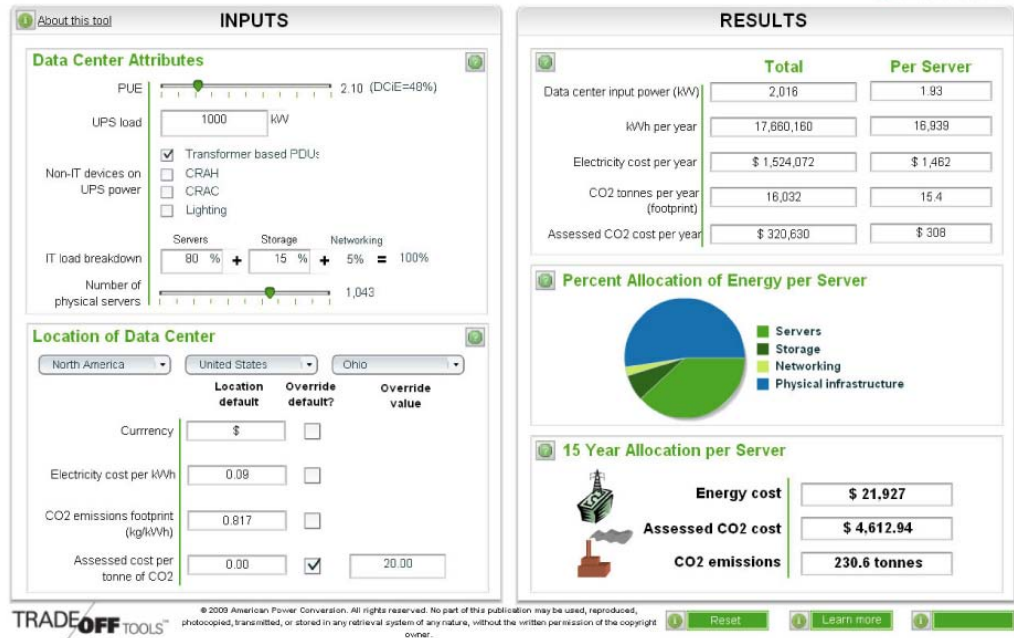 About this tool
INPUTS
Data Center Attributes
PUE
2.10 (DCiE=48%)
UPS load
1000
kW
Non-IT devices on
UPS power
Transformer based PDUs
CRAH
CRAC
Lighting
Servers Storage Networking
IT load breakdown
80 % + 15 % + 5% = 100%
Number of
physical servers
1,043
Location of Data Center
North America
United States
Ohio
Location
default
Override
default?
Override
value
Currrency
$
Electricity cost per kWh
0.09
CO2 emissions footprint
(kg/kWh)
0.817
Assessed cost per
tonne of CO2
0.00
20.00
RESULTS
Total Per Server
Data center input power (kW) 2,016 1.93
kWh per year 17,660,160 16,939
Electricity cost per year $ 1,524,072 $ 1,462
CO2 tonnes per year
(footprint)
16,032 15.4
Assessed CO2 cost per year $ 320,630 $ 308
Percent Allocation of Energy per Server
Servers
Storage
Networking
Physical infrastructure
15 Year Allocation per Server
Energy cost $ 21,927
Assessed CO2 cost $ 4,612.94
CO2 emissions 230.6 tonnes
TRADE OFF TOOLS™
© 2009 American Power Conversion. All rights reserved. No part of this publication may be used, reproduced,
photocopied, transmitted, or stored in any retrieval system of any nature, without the written permission of the copyright
owner.
Reset
Learn more